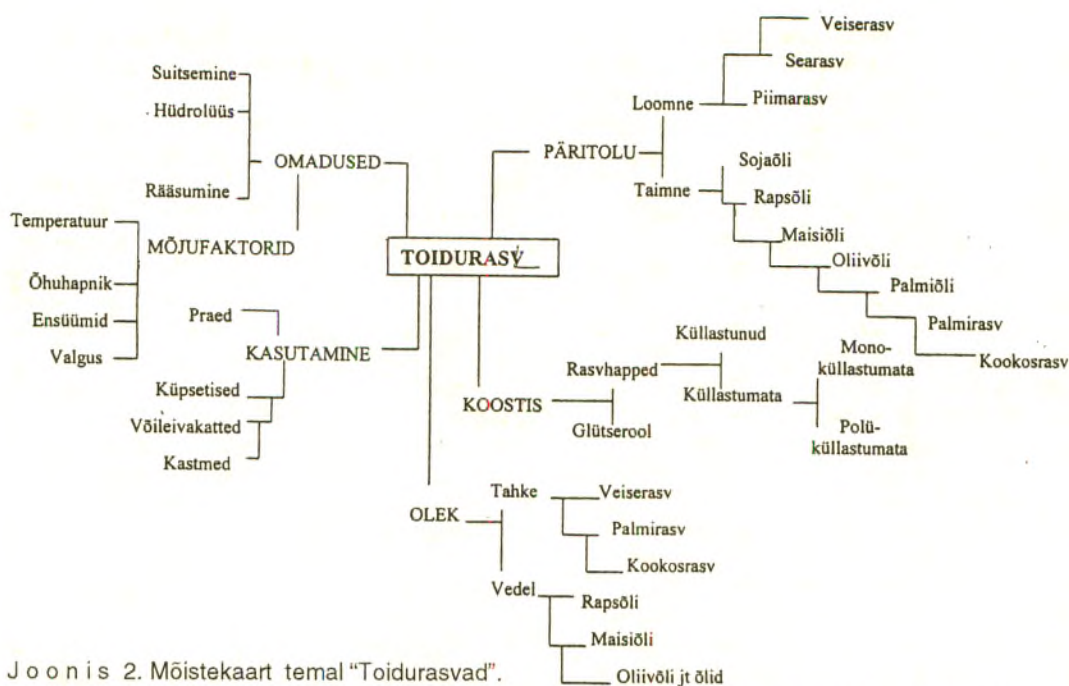 Veiserasv
Suitsemine
Searasv
Hüdrolüüs
Loomne
Piimarasv
OMADUSED
PÄRITOLU
Sojaõli
Rääsumine
Taimne
Rapsõli
Temperatuur
MÕJUFAKTORID
Maisiõli
TOIDURASV
Oliivõli
Õhuhapnik
Palmiõli
Praed
Ensüümid
Palmirasv
Küllastunud
Mono-
küllastumata
Valgus
KASUTAMINE
Kookosrasv
Rasvhapped
Küpsetised
Küllastumata
KOOSTIS
Võileivakatted
Glütserool
Polü-
küllastumata
Kastmed
Tahke
Veiserasv
OLEK
Palmirasv
Kookosrasv
Vedel
Rapsõli
Maisiõli
Oliivõli jt õlid
Joonis 2. Mõistekaart temal "Toidurasvad".